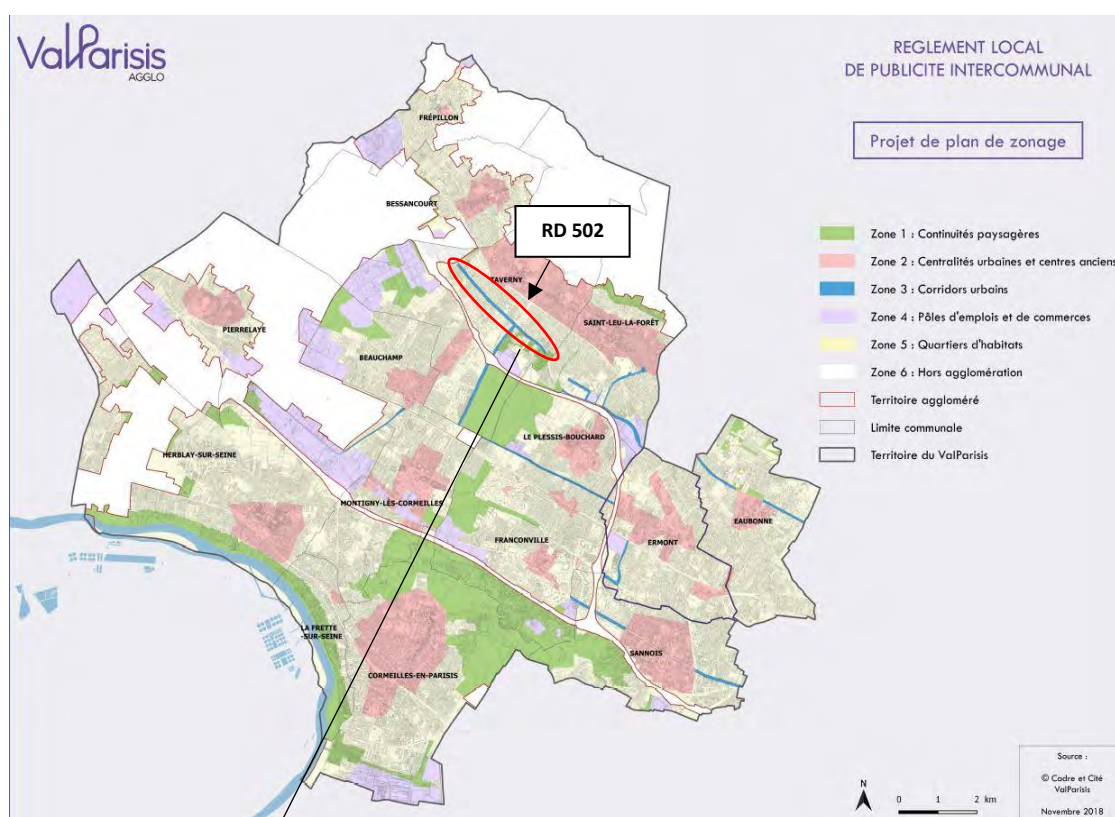 ValParisis
AGGLO
REGLEMENT LOCAL
DE PUBLICITE INTERCOMMUNAL
Projet de plan de zonage
FRÉPILLON
BESSANCOURT
RD 502
TAVERNY
SAINT-LEU-LA-FORÊT
PIERRELAYE
BEAUCHAMP
LE PLESSIS-BOUCHARD
HERBLAY-SUR-SEINE
MONTIGNY-LÈS-CORMEILLES
FRANCONVILLE
ERMONT
EAUBONNE
LA FRETTE
-SUR-SEINE
SANNOIS
CORMEILLES-EN-PARISIS
Zone 1 : Continuités paysagères
Zone 2 : Centralités urbaines et centres anciens
Zone 3 : Corridors urbains
Zone 4 : Pôles d'emplois et de commerces
Zone 5 : Quartiers d'habitats
Zone 6 : Hors agglomération
Territoire aggloméré
Limite communale
Territoire du ValParisis
N
0 1 2 km
Source :
© Cadre et Cité
ValParisis
Novembre 2018